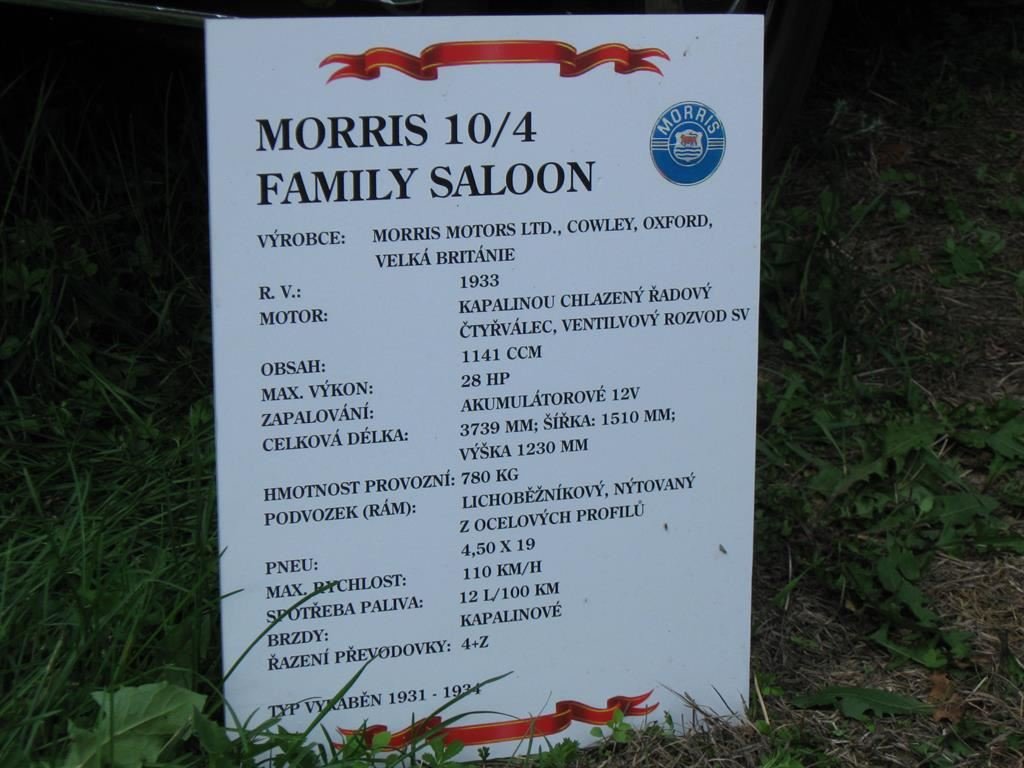 MORRIS 10/4
FAMILY SALOON
MORRIS
VÝROBCE: MORRIS MOTORS LTD., COWLEY, OXFORD,
VELKÁ BRITÁNIE
R. V.: 1933
MOTOR: KAPALINOU CHLAZENÝ ŘADOVÝ
ČTYŘVÁLEC, VENTILVOVÝ ROZVOD SV
OBSAH: 1141 CCM
MAX. VÝKON: 28 HP
ZAPALOVÁNÍ: AKUMULÁTOROVÉ 12V
CELKOVÁ DÉLKA: 3739 MM; ŠÍŘKA: 1510 MM;
VÝŠKA 1230 MM
HMOTNOST PROVOZNÍ: 780 KG
PODVOZEK (RÁM): LICHOBĚŽNÍKOVÝ, NÝTOVANÝ
Z OCELOVÝCH PROFILŮ
PNEU: 4,50 X 19
MAX. RYCHLOST: 110 KM/H
SPOTŘEBA PALIVA: 12 L/100 KM
BRZDY: KAPALINOVÉ
ŘAZENÍ PŘEVODOVKY: 4+Z
TYP VYRÁBĚN 1931 - 1934